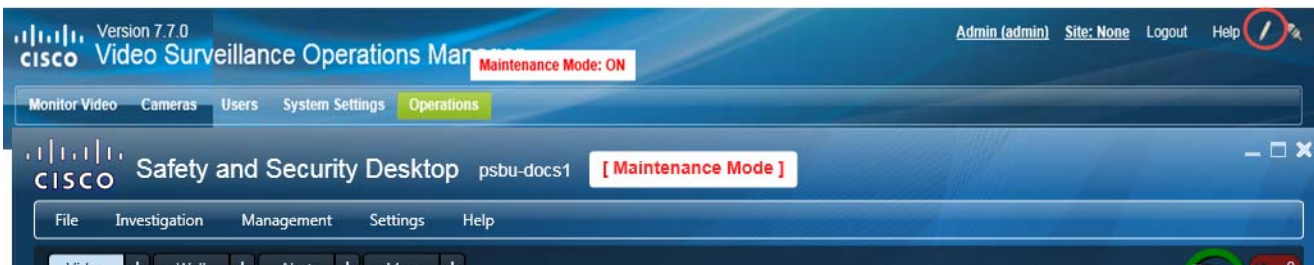 Version 7.7.0
Admin (admin) Site: None Logout Help
CISCO Video Surveillance Operations Manager
Maintenance Mode: ON
Monitor Video Cameras Users System Settings Operations
CISCO Safety and Security Desktop psbu-docs1 [ Maintenance Mode ]
File Investigation Management Settings Help